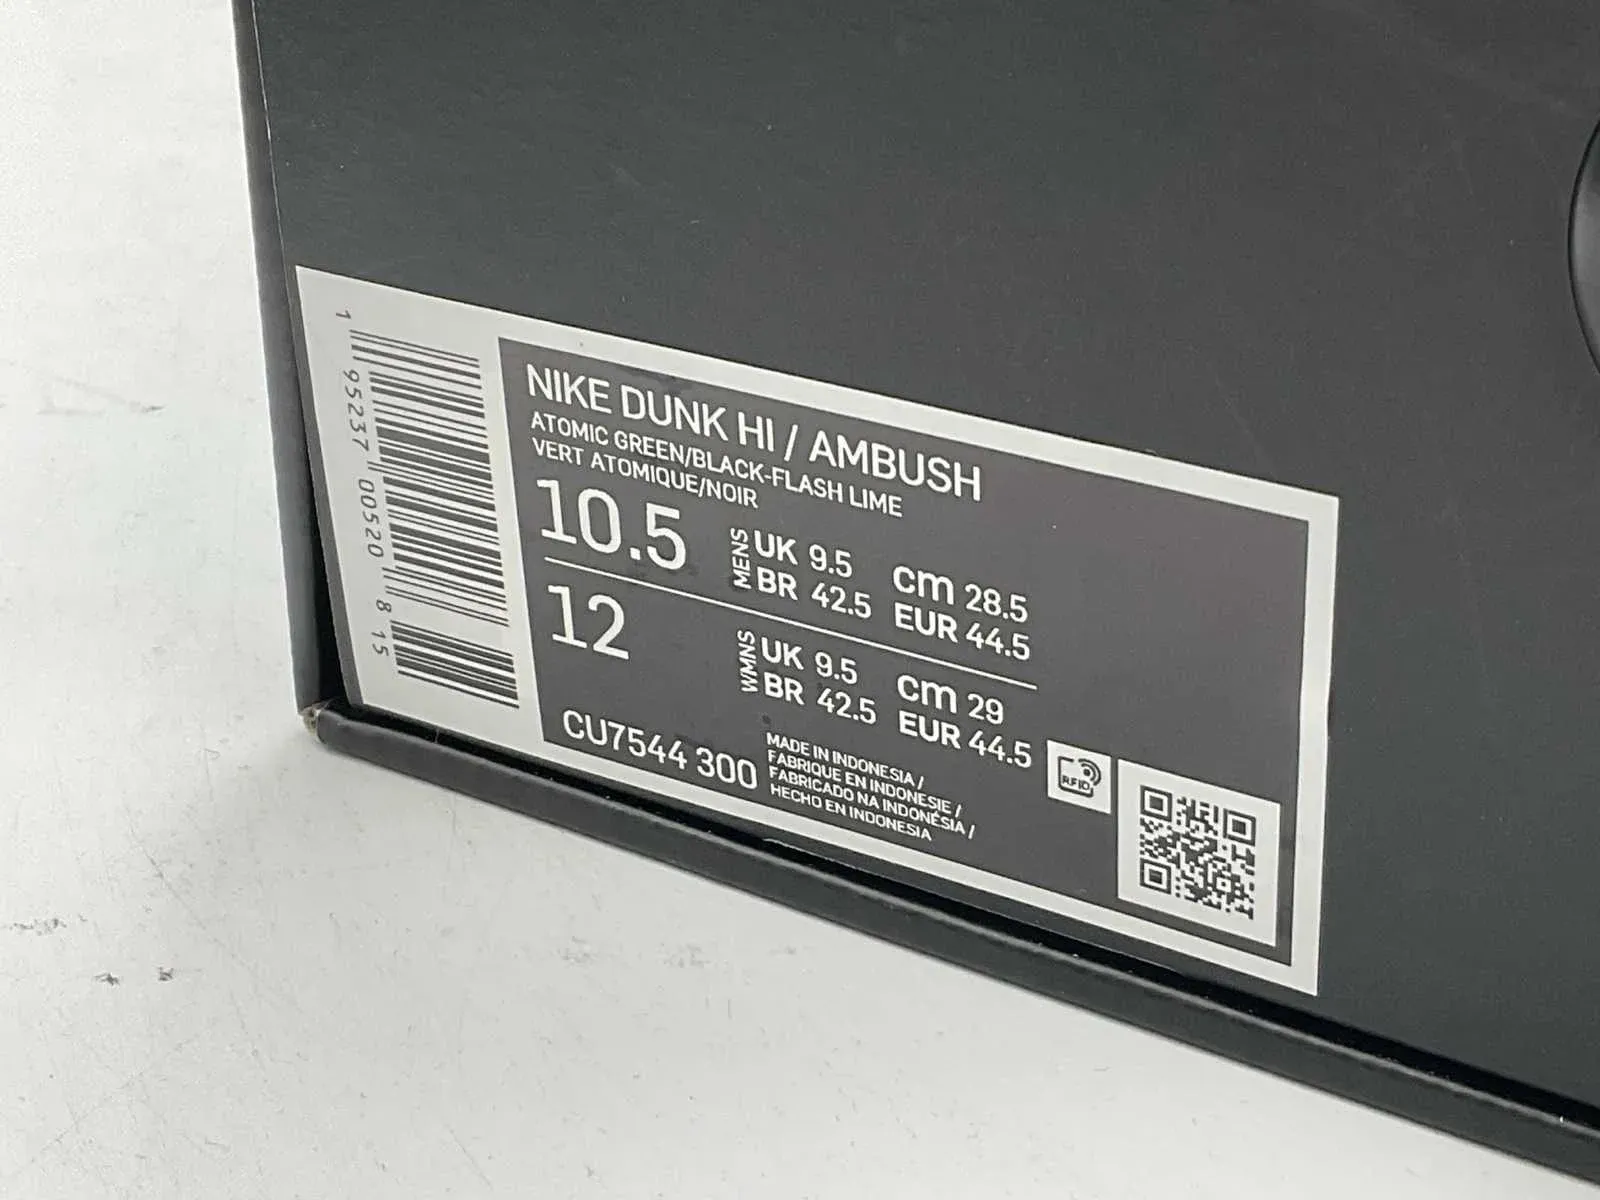 1 95237 00520 8 15
NIKE DUNK HI / AMBUSH
ATOMIC GREEN/BLACK-FLASH LIME
VERT ATOMIQUE/NOIR
10.5
MENS
UK 9.5 cm 28.5
BR 42.5 EUR 44.5
12
WMNS
UK 9.5 cm 29
BR 42.5 EUR 44.5
CU7544 300
MADE IN INDONESIA /
FABRIQUE EN INDONESIE /
FABRICADO NA INDONÉSIA /
HECHO EN INDONESIA
RFID